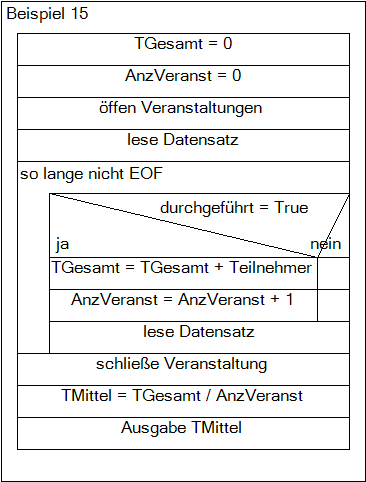 Beispiel 15
TGesamt = 0
AnzVeranst = 0
öffen Veranstaltungen
lese Datensatz
so lange nicht EOF
durchgeführt = True
ja nein
TGesamt = TGesamt + Teilnehmer
AnzVeranst = AnzVeranst + 1
lese Datensatz
schließe Veranstaltung
TMittel = TGesamt / AnzVeranst
Ausgabe TMittel